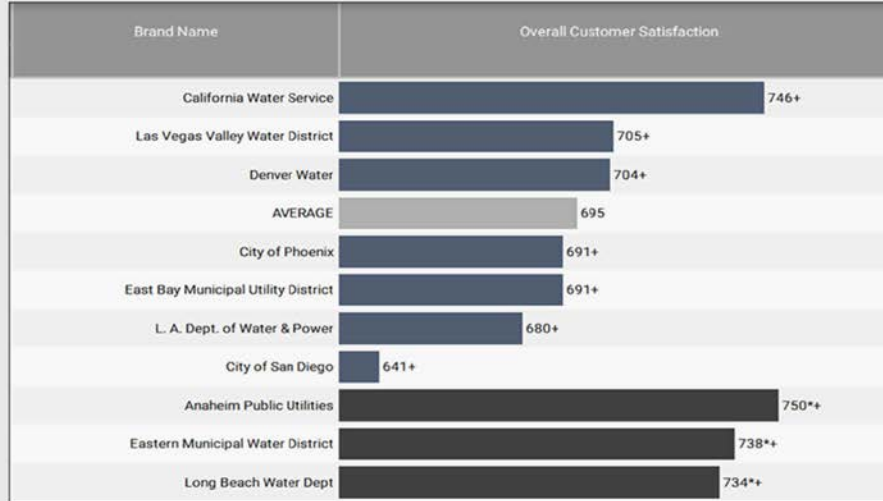 Brand Name Overall Customer Satisfaction
California Water Service 746+
Las Vegas Valley Water District 705+
Denver Water 704+
AVERAGE 695
City of Phoenix 691+
East Bay Municipal Utility District 691+
L. A. Dept. of Water & Power 680+
City of San Diego 641+
Anaheim Public Utilities 750*+
Eastern Municipal Water District 738*+
Long Beach Water Dept 734*+